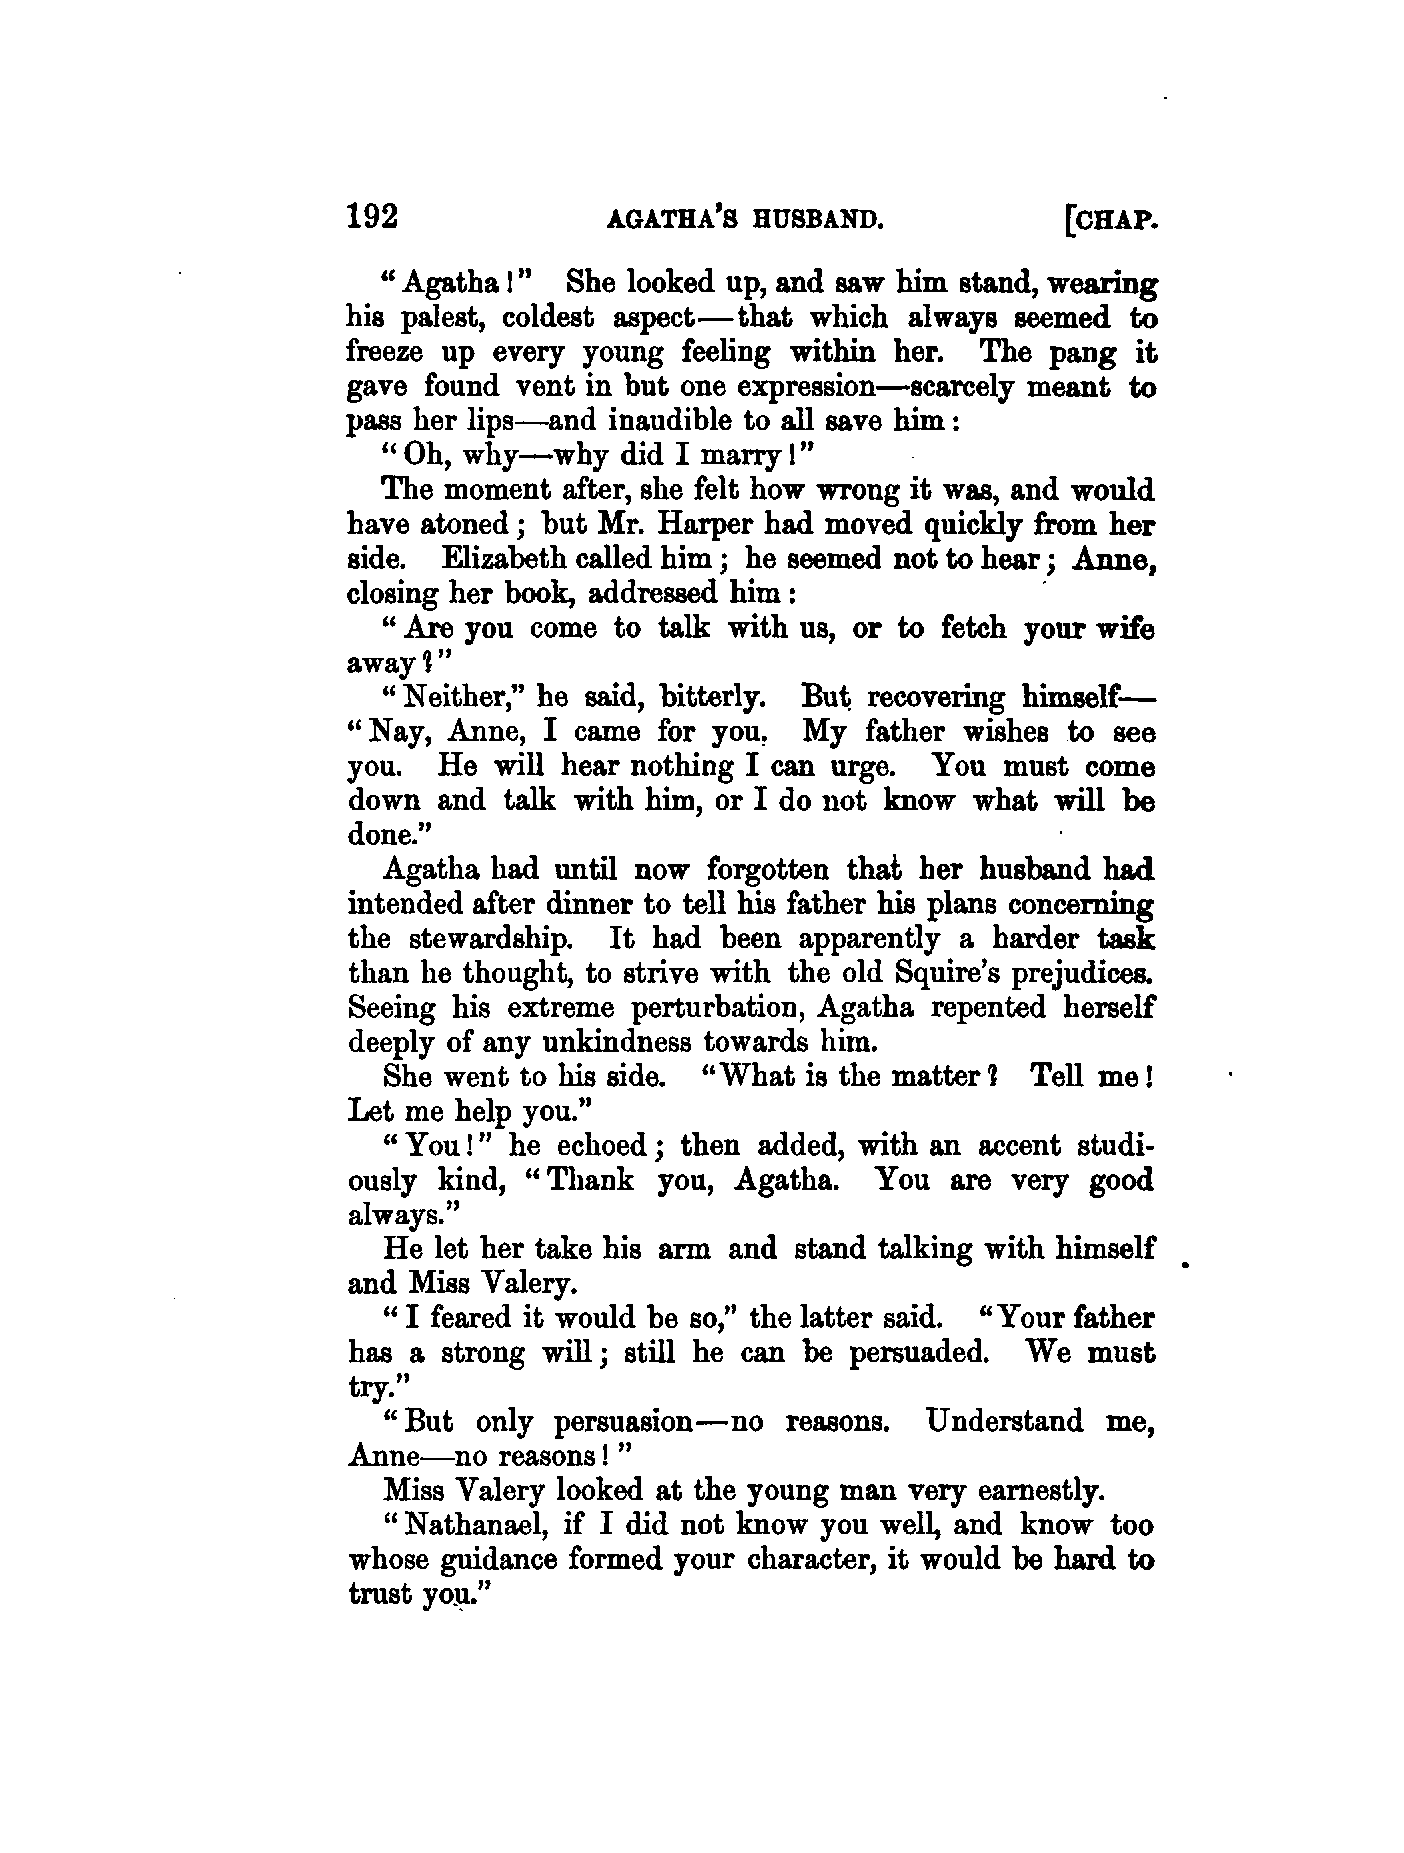 192 AGATHA'S HUSBAND. [CHAP.
"Agatha!" She looked up, and saw him stand, wearing
his palest, coldest aspect—that which always seemed to
freeze up every young feeling within her. The pang it
gave found vent in but one expression—scarcely meant to
pass her lips—and inaudible to all save him:
"Oh, why—why did I marry!"
The moment after, she felt how wrong it was, and would
have atoned; but Mr. Harper had moved quickly from her
side. Elizabeth called him; he seemed not to hear; Anne,
closing her book, addressed him:
"Are you come to talk with us, or to fetch your wife
away?"
"Neither," he said, bitterly. But recovering himself—
"Nay, Anne, I came for you. My father wishes to see
you. He will hear nothing I can urge. You must come
down and talk with him, or I do not know what will be
done."
Agatha had until now forgotten that her husband had
intended after dinner to tell his father his plans concerning
the stewardship. It had been apparently a harder task
than he thought, to strive with the old Squire's prejudices.
Seeing his extreme perturbation, Agatha repented herself
deeply of any unkindness towards him.
She went to his side. "What is the matter? Tell me!
Let me help you."
"You!" he echoed; then added, with an accent studi-
ously kind, "Thank you, Agatha. You are very good
always."
He let her take his arm and stand talking with himself
and Miss Valery.
"I feared it would be so," the latter said. "Your father
has a strong will; still he can be persuaded. We must
try."
"But only persuasion—no reasons. Understand me,
Anne—no reasons!"
Miss Valery looked at the young man very earnestly.
"Nathanael, if I did not know you well, and know too
whose guidance formed your character, it would be hard to
trust you."